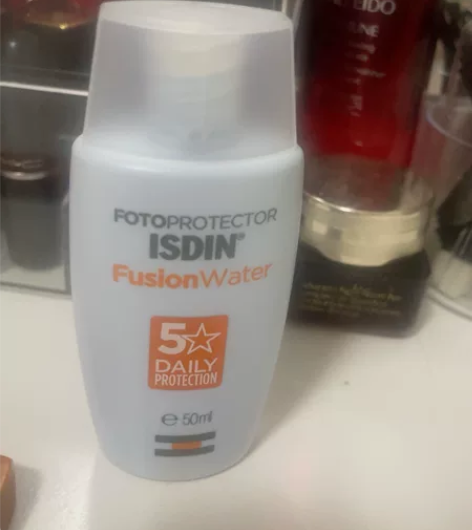 FOTOPROTECTOR
ISDIN®
FusionWater
5☆
DAILY
PROTECTION
℮ 50ml